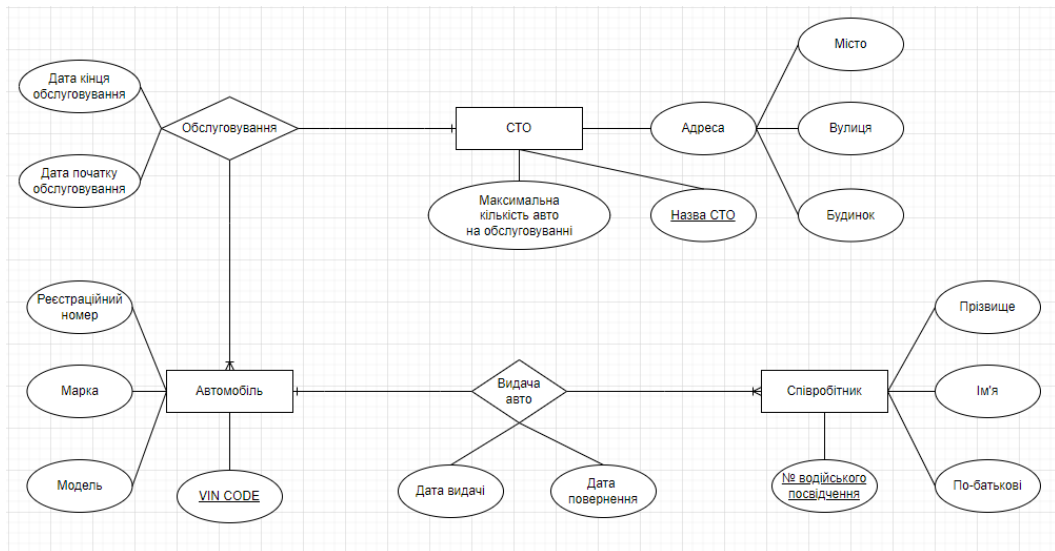 Місто
Дата кінця
обслуговування
Обслуговування
СТО
Адреса
Вулиця
Дата початку
обслуговування
Максимальна
кількість авто
на обслуговуванні
Назва СТО
Будинок
Реєстраційний
номер
Прізвище
Марка
Автомобіль
Видача
авто
Співробітник
Ім'я
Модель
VIN CODE
Дата видачі
Дата
повернення
№ водійського
посвідчення
По-батькові